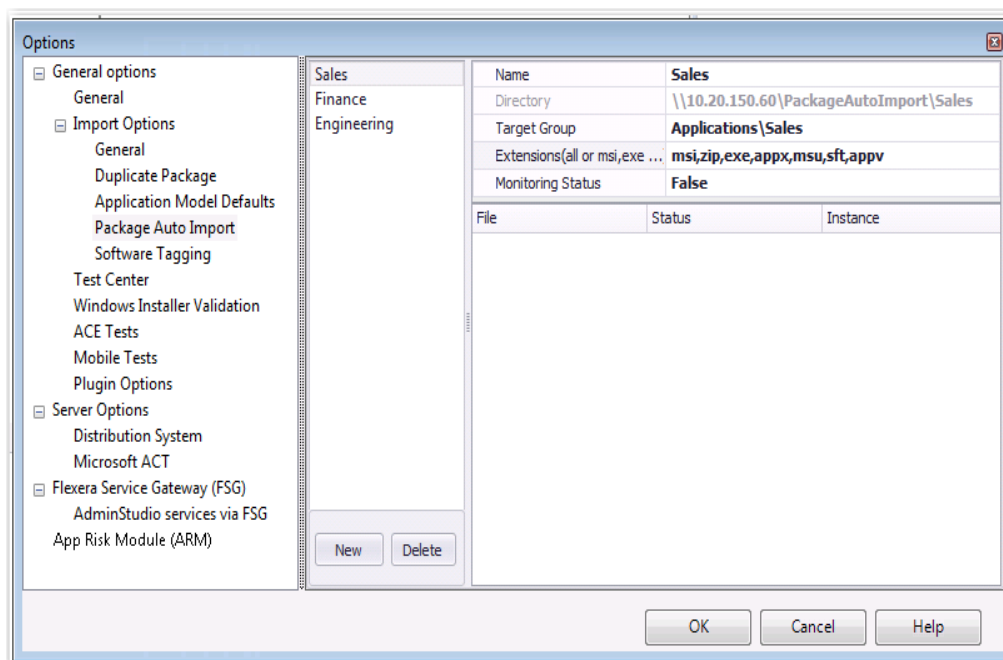 Options
General options
General
Import Options
General
Duplicate Package
Application Model Defaults
Package Auto Import
Software Tagging
Test Center
Windows Installer Validation
ACE Tests
Mobile Tests
Plugin Options
Server Options
Distribution System
Microsoft ACT
Flexera Service Gateway (FSG)
AdminStudio services via FSG
App Risk Module (ARM)
Sales
Finance
Engineering
New Delete
Name Sales
Directory \\10.20.150.60\PackageAutoImport\Sales
Target Group Applications\Sales
Extensions(all or msi,exe ... msi,zip,exe,appx,msu,sft,appv
Monitoring Status False
File Status Instance
OK Cancel Help